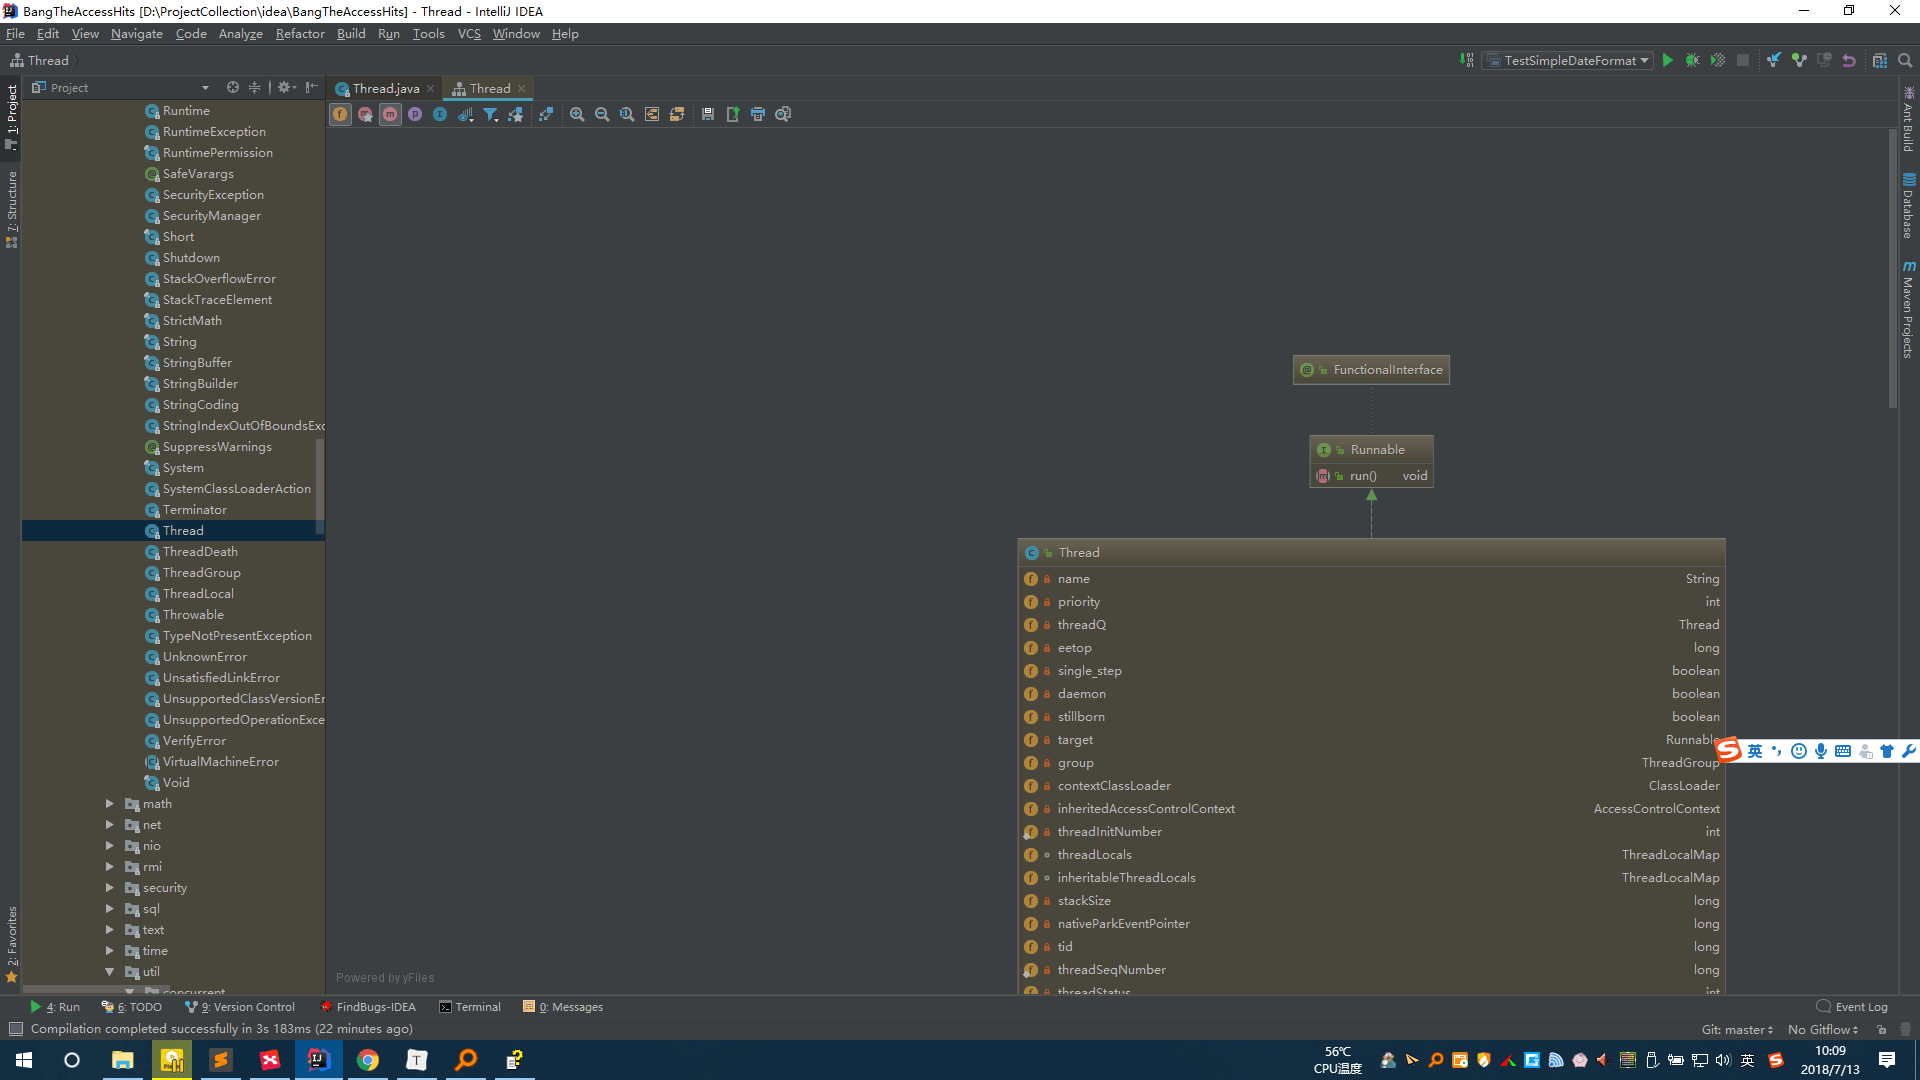 BangTheAccessHits [D:\ProjectCollection\idea\BangTheAccessHits] - Thread - IntelliJ IDEA
File Edit View Navigate Code Analyze Refactor Build Run Tools VCS Window Help
Thread
TestSimpleDateFormat
1: Project
7: Structure
2: Favorites
Project
Runtime
RuntimeException
RuntimePermission
SafeVarargs
SecurityException
SecurityManager
Short
Shutdown
StackOverflowError
StackTraceElement
StrictMath
String
StringBuffer
StringBuilder
StringCoding
StringIndexOutOfBoundsExc
SuppressWarnings
System
SystemClassLoaderAction
Terminator
Thread
ThreadDeath
ThreadGroup
ThreadLocal
Throwable
TypeNotPresentException
UnknownError
UnsatisfiedLinkError
UnsupportedClassVersionEr
UnsupportedOperationExce
VerifyError
VirtualMachineError
Void
math
net
nio
rmi
security
sql
text
time
util
concurrent
Thread.java
Thread
FunctionalInterface
Runnable
run() void
Thread
name String
priority int
threadQ Thread
eetop long
single_step boolean
daemon boolean
stillborn boolean
target Runnable
group ThreadGroup
contextClassLoader ClassLoader
inheritedAccessControlContext AccessControlContext
threadInitNumber int
threadLocals ThreadLocalMap
inheritableThreadLocals ThreadLocalMap
stackSize long
nativeParkEventPointer long
tid long
threadSeqNumber long
threadStatus int
Powered by yFiles
Ant Build
Database
Maven Projects
英
4: Run
6: TODO
9: Version Control
FindBugs-IDEA
Terminal
0: Messages
Event Log
Compilation completed successfully in 3s 183ms (22 minutes ago)
Git: master
No Gitflow
56℃
CPU温度
英
10:09
2018/7/13